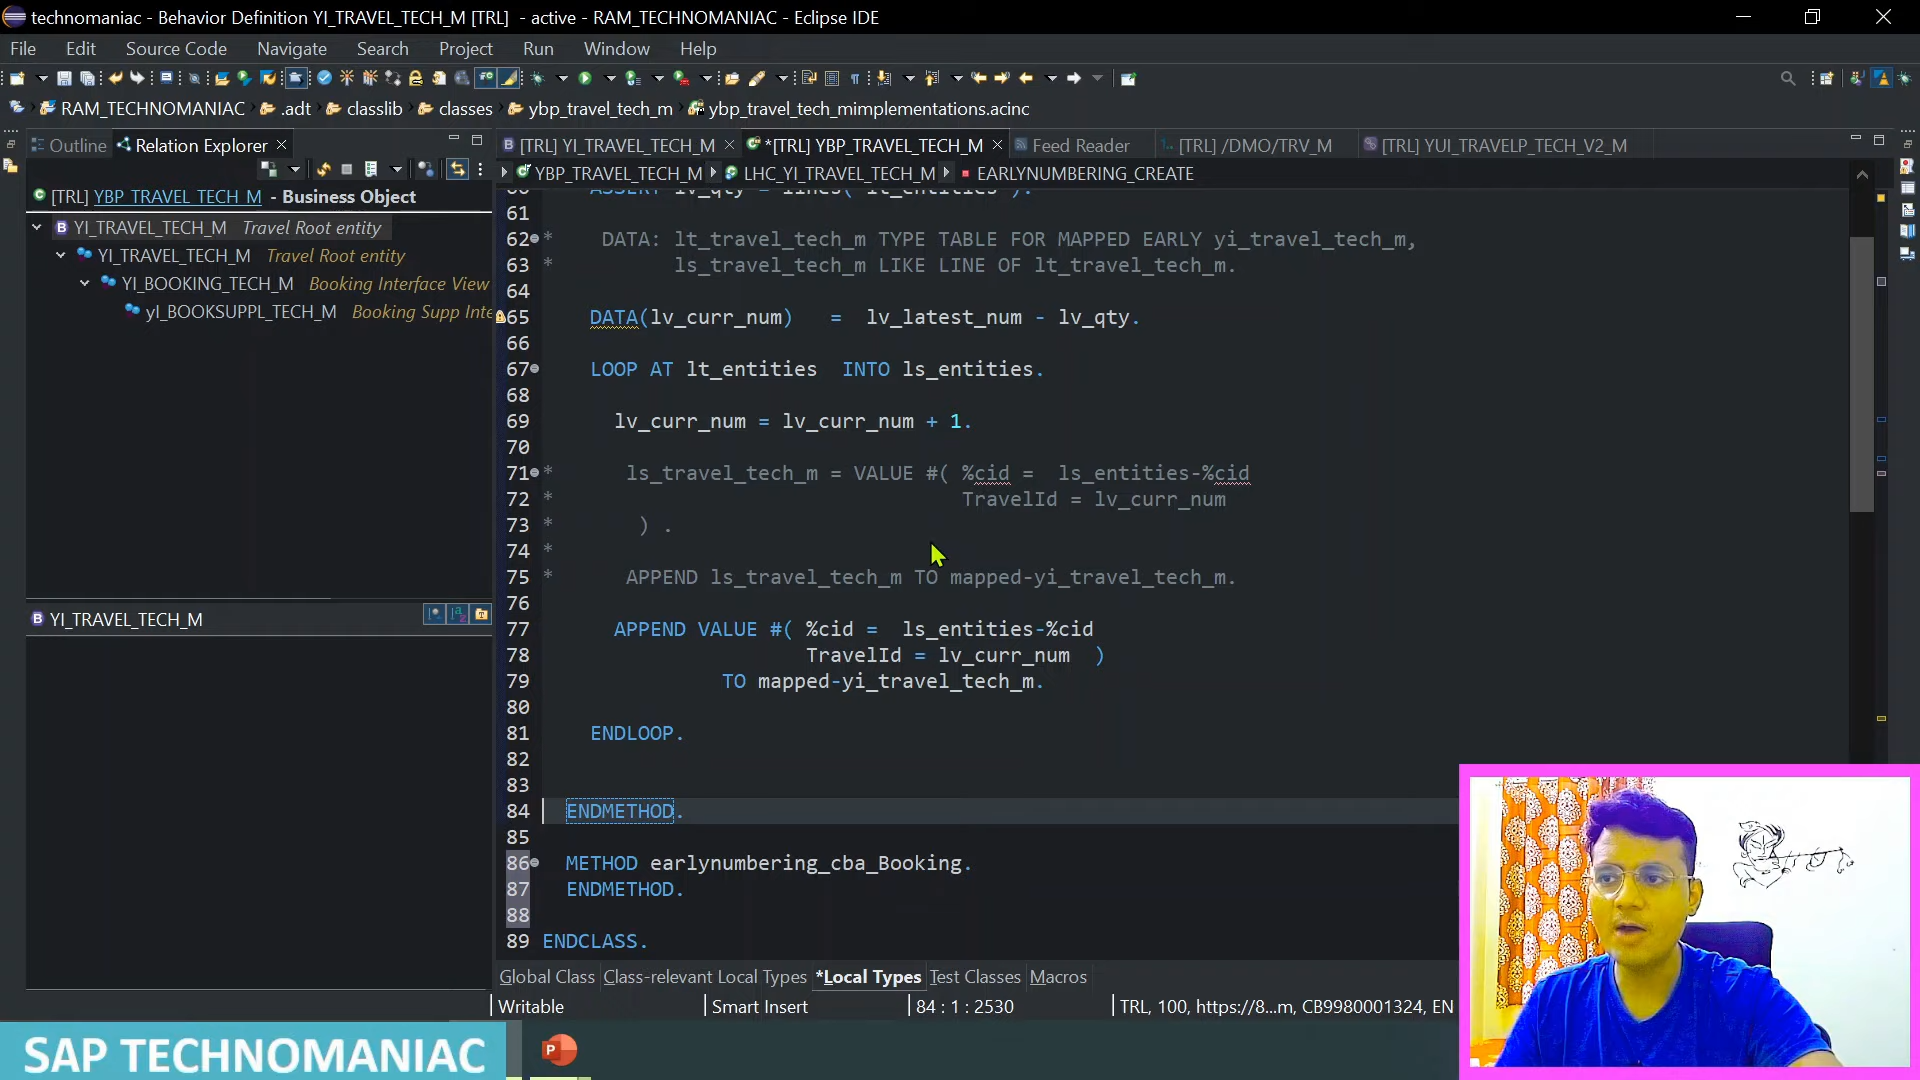 technomaniac - Behavior Definition YI_TRAVEL_TECH_M [TRL]  - active - RAM_TECHNOMANIAC - Eclipse IDE
File Edit Source Code Navigate Search Project Run Window Help
RAM_TECHNOMANIAC .adt classlib classes ybp_travel_tech_m ybp_travel_tech_mimplementations.acinc
Outline Relation Explorer
[TRL] YBP_TRAVEL_TECH_M - Business Object
YI_TRAVEL_TECH_M Travel Root entity
YI_TRAVEL_TECH_M Travel Root entity
YI_BOOKING_TECH_M Booking Interface View
yI_BOOKSUPPL_TECH_M Booking Supp Inte
YI_TRAVEL_TECH_M
[TRL] YI_TRAVEL_TECH_M *[TRL] YBP_TRAVEL_TECH_M Feed Reader [TRL] /DMO/TRV_M [TRL] YUI_TRAVELP_TECH_V2_M
YBP_TRAVEL_TECH_M LHC_YI_TRAVEL_TECH_M EARLYNUMBERING_CREATE
60 ASSERT lv_qty = lines( lt_entities ).
61
62 * DATA: lt_travel_tech_m TYPE TABLE FOR MAPPED EARLY yi_travel_tech_m,
63 * ls_travel_tech_m LIKE LINE OF lt_travel_tech_m.
64
65 DATA(lv_curr_num) = lv_latest_num - lv_qty.
66
67 LOOP AT lt_entities INTO ls_entities.
68
69 lv_curr_num = lv_curr_num + 1.
70
71 * ls_travel_tech_m = VALUE #( %cid = ls_entities-%cid
72 * TravelId = lv_curr_num
73 * ) .
74 *
75 * APPEND ls_travel_tech_m TO mapped-yi_travel_tech_m.
76
77 APPEND VALUE #( %cid = ls_entities-%cid
78 TravelId = lv_curr_num )
79 TO mapped-yi_travel_tech_m.
80
81 ENDLOOP.
82
83
84 ENDMETHOD.
85
86 METHOD earlynumbering_cba_Booking.
87 ENDMETHOD.
88
89 ENDCLASS.
Global Class Class-relevant Local Types *Local Types Test Classes Macros
Writable Smart Insert 84 : 1 : 2530 TRL, 100, https://8...m, CB9980001324, EN
SAP TECHNOMANIAC